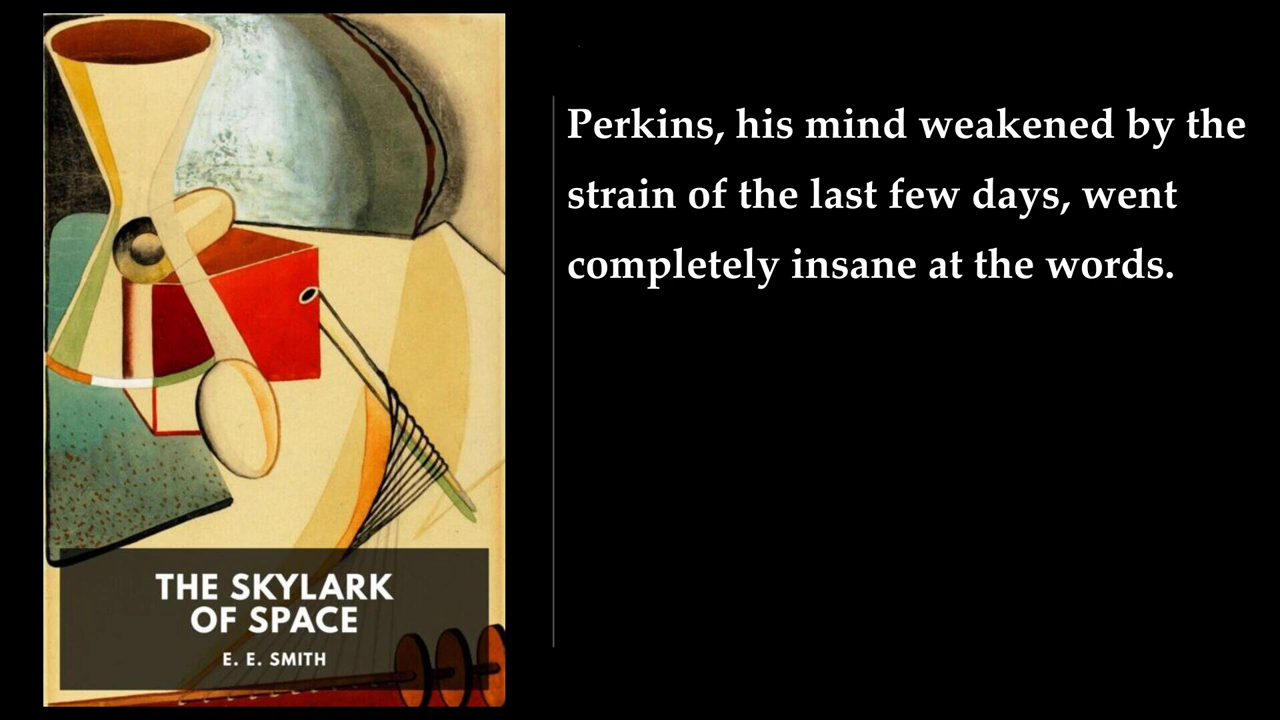 THE SKYLARK
OF SPACE
E. E. SMITH
Perkins, his mind weakened by the
strain of the last few days, went
completely insane at the words.